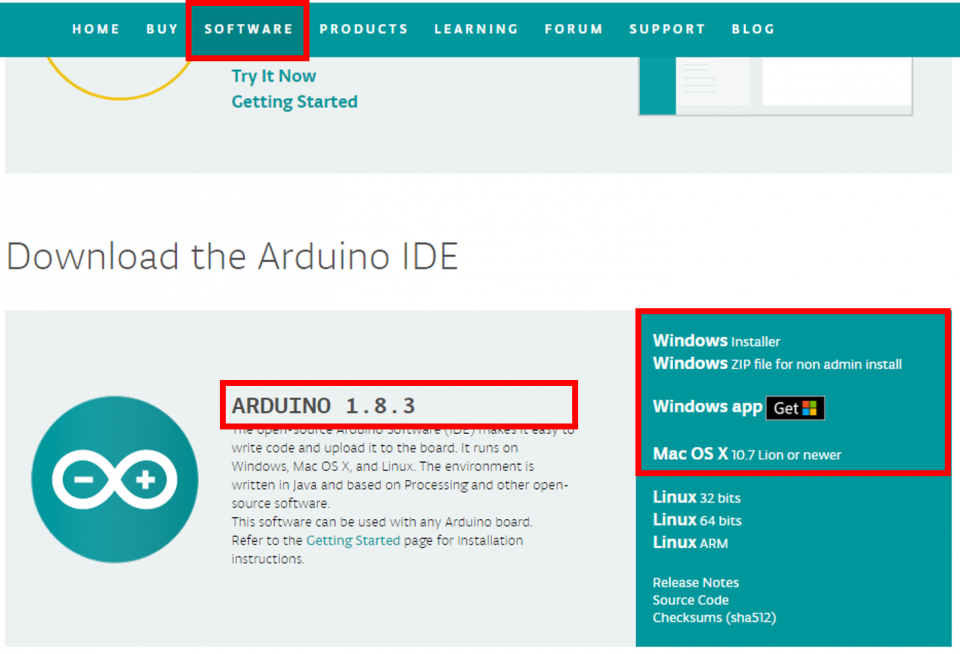 HOME BUY SOFTWARE PRODUCTS LEARNING FORUM SUPPORT BLOG
Try It Now
Getting Started
Download the Arduino IDE
ARDUINO 1.8.3
The open-source Arduino Software (IDE) makes it easy to
write code and upload it to the board. It runs on
Windows, Mac OS X, and Linux. The environment is
written in Java and based on Processing and other open-
source software.
This software can be used with any Arduino board.
Refer to the Getting Started page for Installation
instructions.
Windows Installer
Windows ZIP file for non admin install
Windows app Get
Mac OS X 10.7 Lion or newer
Linux 32 bits
Linux 64 bits
Linux ARM
Release Notes
Source Code
Checksums (sha512)